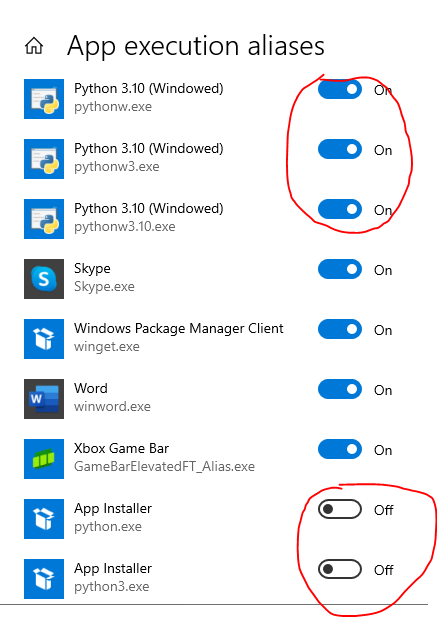 App execution aliases
Python 3.10 (Windowed)
pythonw.exe
On
Python 3.10 (Windowed)
pythonw3.exe
On
Python 3.10 (Windowed)
pythonw3.10.exe
On
Skype
Skype.exe
On
Windows Package Manager Client
winget.exe
On
Word
winword.exe
On
Xbox Game Bar
GameBarElevatedFT_Alias.exe
On
App Installer
python.exe
Off
App Installer
python3.exe
Off